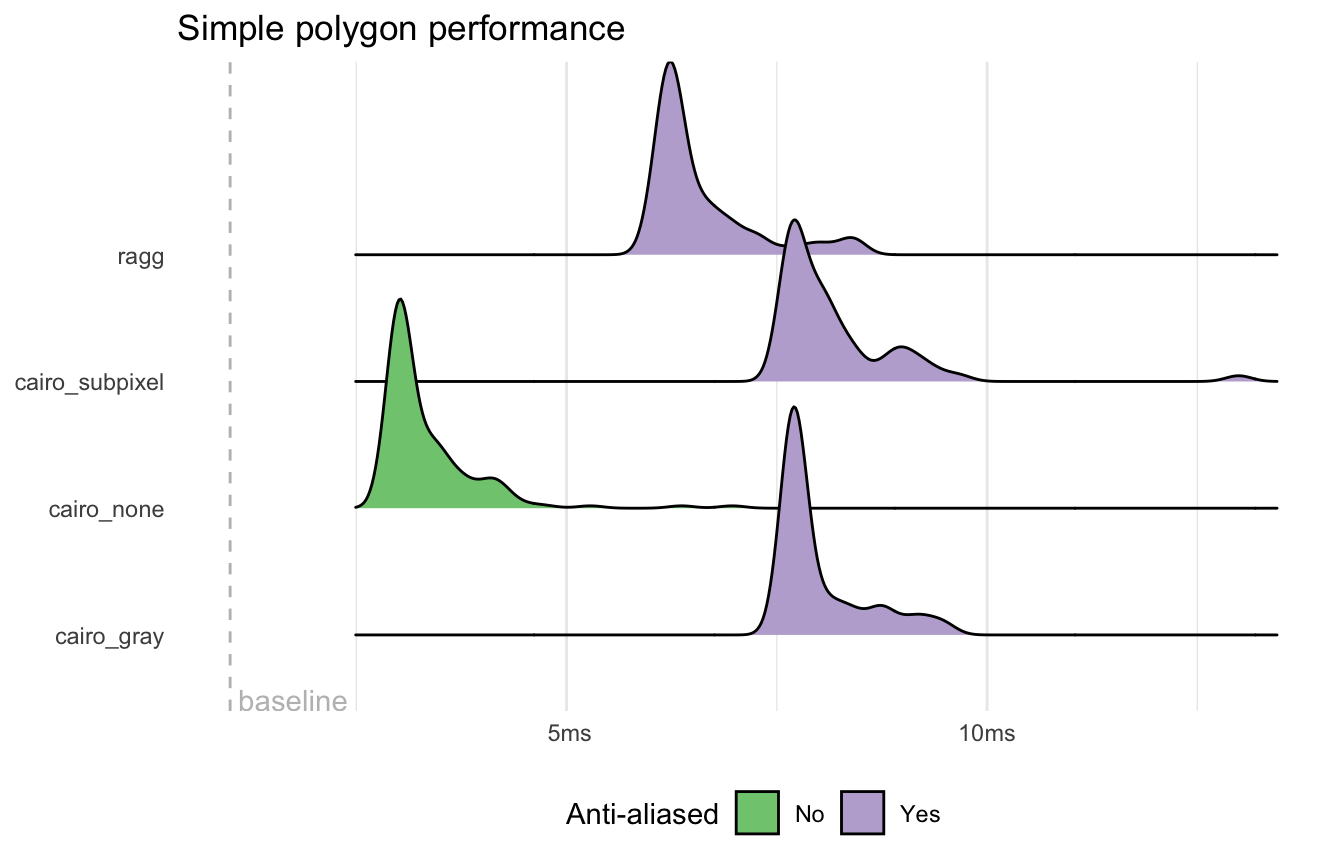 Simple polygon performance
ragg
cairo_subpixel
cairo_none
cairo_gray
baseline
5ms 10ms
Anti-aliased No Yes